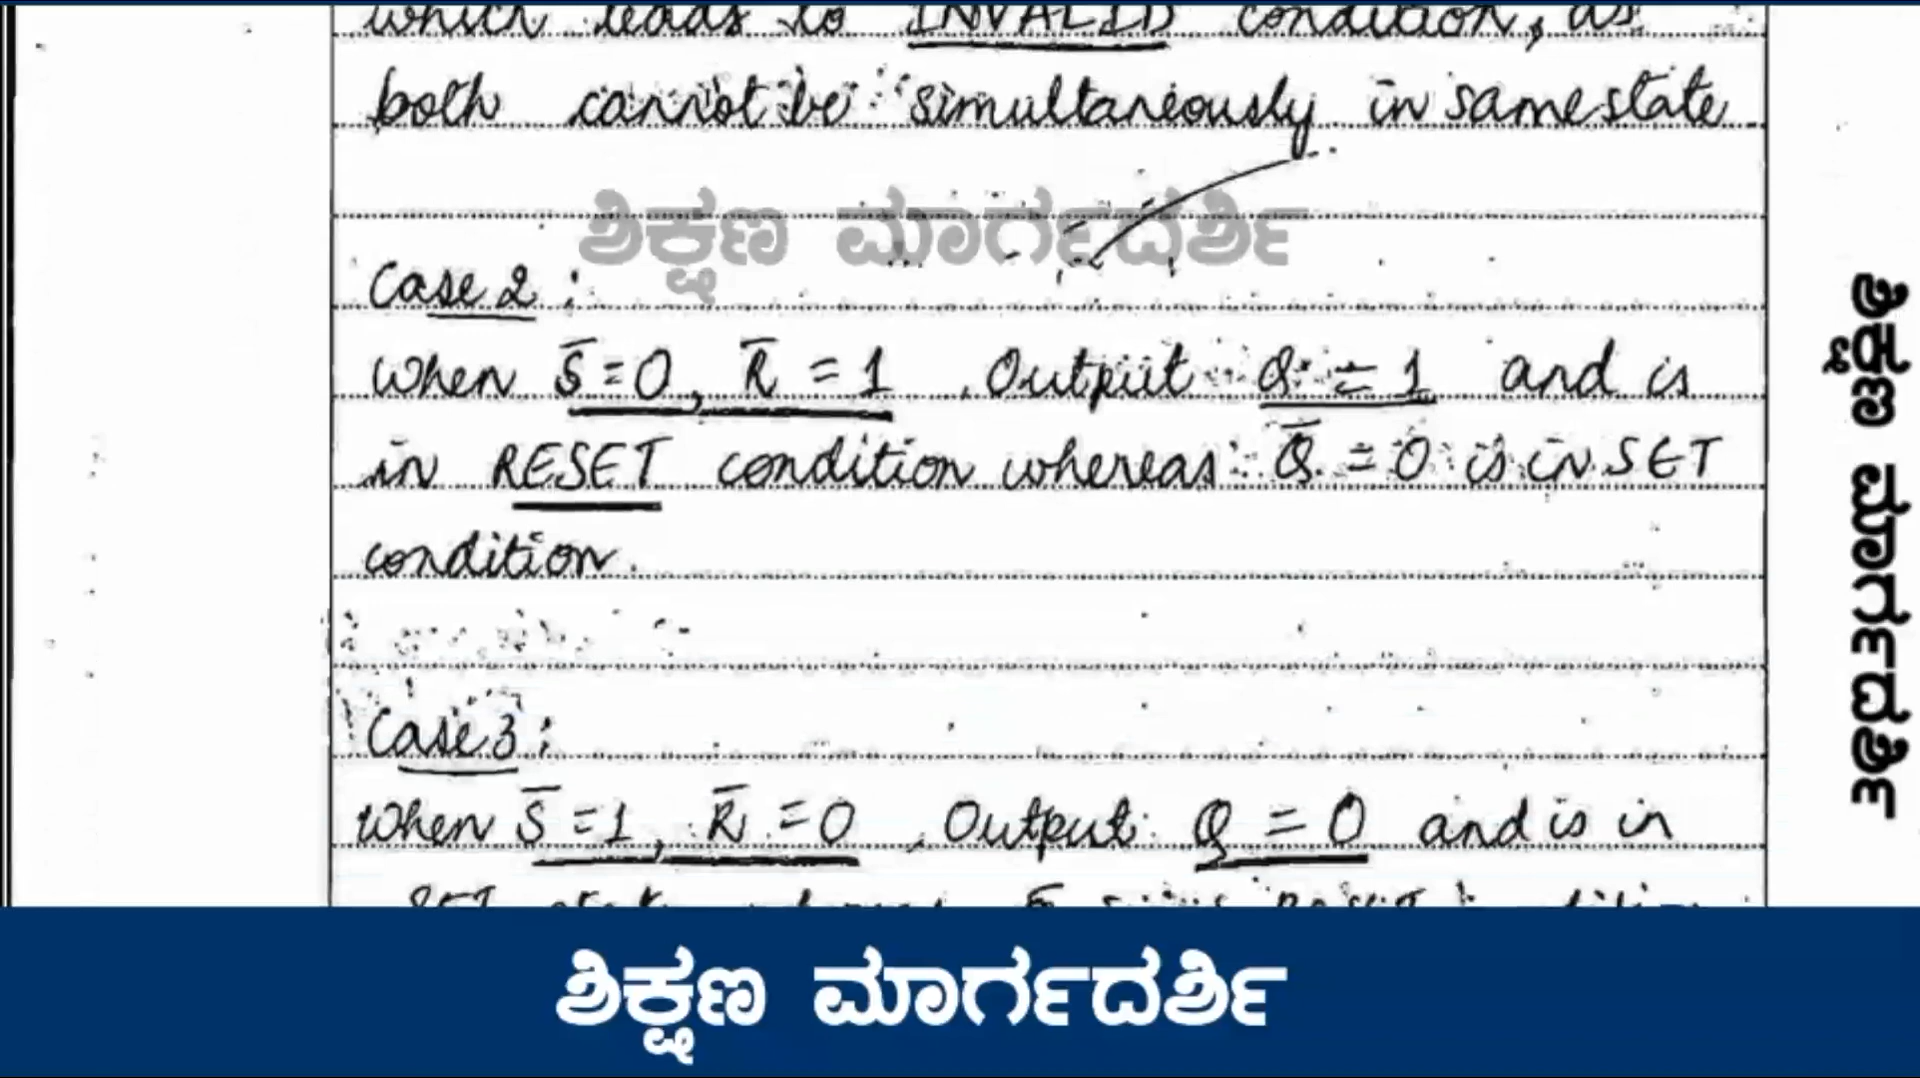 which leads to INVALID condition, as
both cannot be simultaneously in same state
ಶಿಕ್ಷಣ ಮಾರ್ಗದರ್ಶಿ
Case 2 :
when S̅ = 0, R̅ = 1, Output Q = 1 and is
in RESET condition whereas Q̅ = 0 is in SET
condition.
Case 3 :
when S̅ = 1, R̅ = 0, Output Q = 0 and is in
ಶಿಕ್ಷಣ ಮಾರ್ಗದರ್ಶಿ
ಶಿಕ್ಷಣ ಮಾರ್ಗದರ್ಶಿ